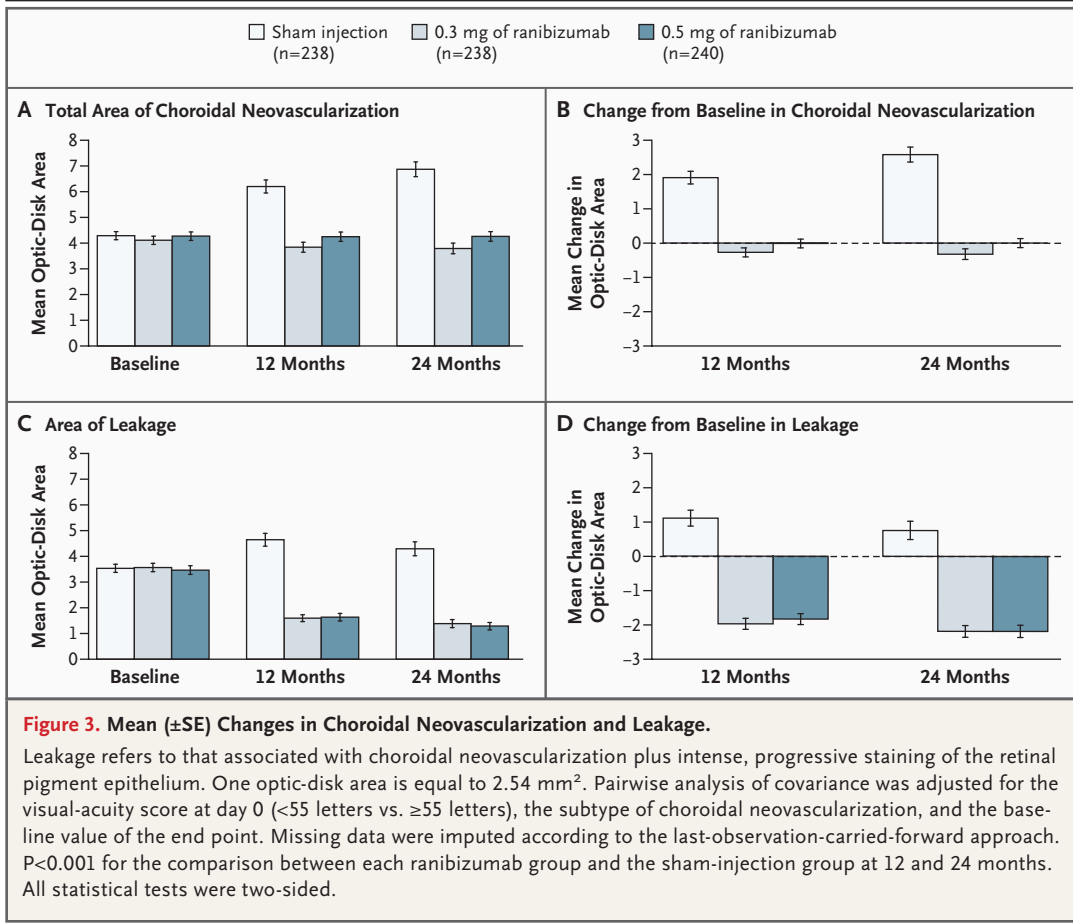 Sham injection (n=238)
0.3 mg of ranibizumab (n=238)
0.5 mg of ranibizumab (n=240)
A Total Area of Choroidal Neovascularization
Mean Optic-Disk Area
8
7
6
5
4
3
2
1
0
Baseline
12 Months
24 Months
B Change from Baseline in Choroidal Neovascularization
Mean Change in
Optic-Disk Area
3
2
1
0
–1
–2
–3
12 Months
24 Months
C Area of Leakage
Mean Optic-Disk Area
8
7
6
5
4
3
2
1
0
Baseline
12 Months
24 Months
D Change from Baseline in Leakage
Mean Change in
Optic-Disk Area
3
2
1
0
–1
–2
–3
12 Months
24 Months
Figure 3. Mean (±SE) Changes in Choroidal Neovascularization and Leakage.
Leakage refers to that associated with choroidal neovascularization plus intense, progressive staining of the retinal
pigment epithelium. One optic-disk area is equal to 2.54 mm². Pairwise analysis of covariance was adjusted for the
visual-acuity score at day 0 (<55 letters vs. ≥55 letters), the subtype of choroidal neovascularization, and the base-
line value of the end point. Missing data were imputed according to the last-observation-carried-forward approach.
P<0.001 for the comparison between each ranibizumab group and the sham-injection group at 12 and 24 months.
All statistical tests were two-sided.